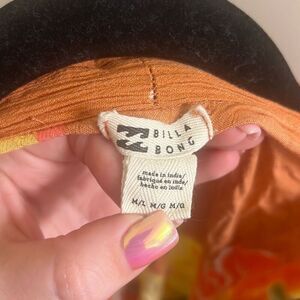 BILLA
BONG
made in india/
fabriqué en inde/
hecho en india
M/L M/G M/G